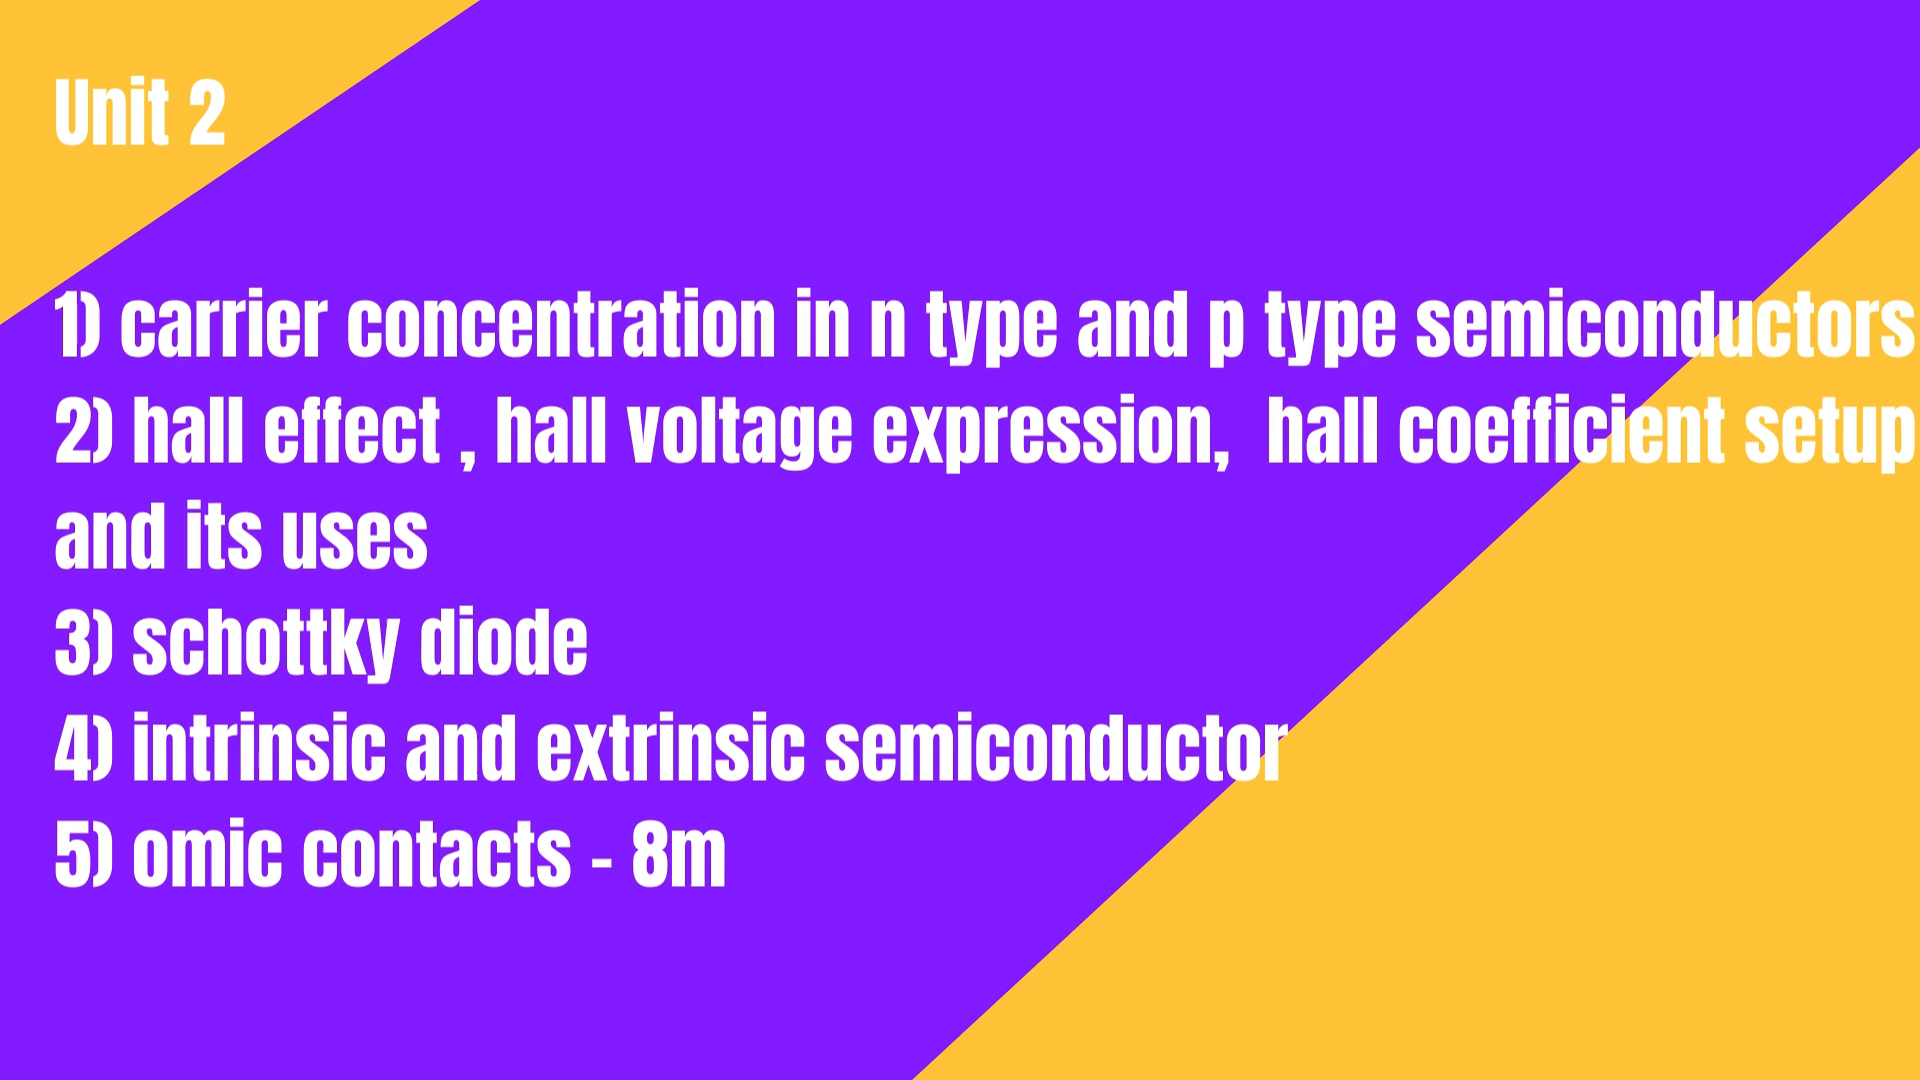 Unit 2
1) carrier concentration in n type and p type semiconductors
2) hall effect , hall voltage expression,  hall coefficient setup
and its uses
3) schottky diode
4) intrinsic and extrinsic semiconductor
5) omic contacts - 8m